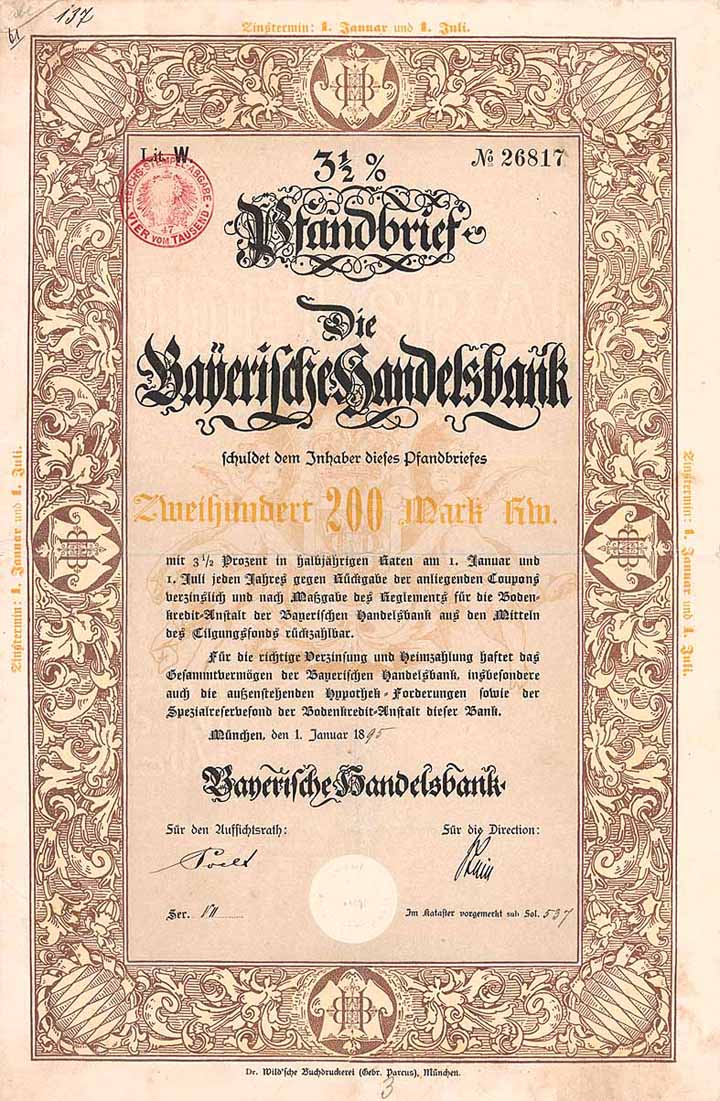 137
61
Zinstermin: 1. Januar und 1. Juli.
Lit. W.
3½ %
№ 26817
REICHS-STEMPELABGABE
47
VIER VOM TAUSEND
Pfandbrief
Die
Bayerische Handelsbank
schuldet dem Inhaber dieses Pfandbriefes
Zweihundert 200 Mark Rw.
mit 3 1/2 Prozent in halbjährigen Raten am 1. Januar und
1. Juli jeden Jahres gegen Rückgabe der anliegenden Coupons
verzinslich und nach Maßgabe des Reglements für die Boden-
kredit-Anstalt der Bayerischen Handelsbank aus den Mitteln
des Tilgungsfonds rückzahlbar.
Für die richtige Verzinsung und Heimzahlung haftet das
Gesammtvermögen der Bayerischen Handelsbank, insbesondere
auch die außenstehenden Hypothek-Forderungen sowie der
Spezialreservefond der Bodenkredit-Anstalt dieser Bank.
München, den 1. Januar 1895
Bayerische Handelsbank.
Für den Aufsichtsrath:
Für die Direction:
Ser. VII
Im Kataster vorgemerkt sub Fol. 537
Zinstermin: 1. Januar und 1. Juli.
Zinstermin: 1. Januar und 1. Juli.
Dr. Wild'sche Buchdruckerei (Gebr. Parcus), München.
3